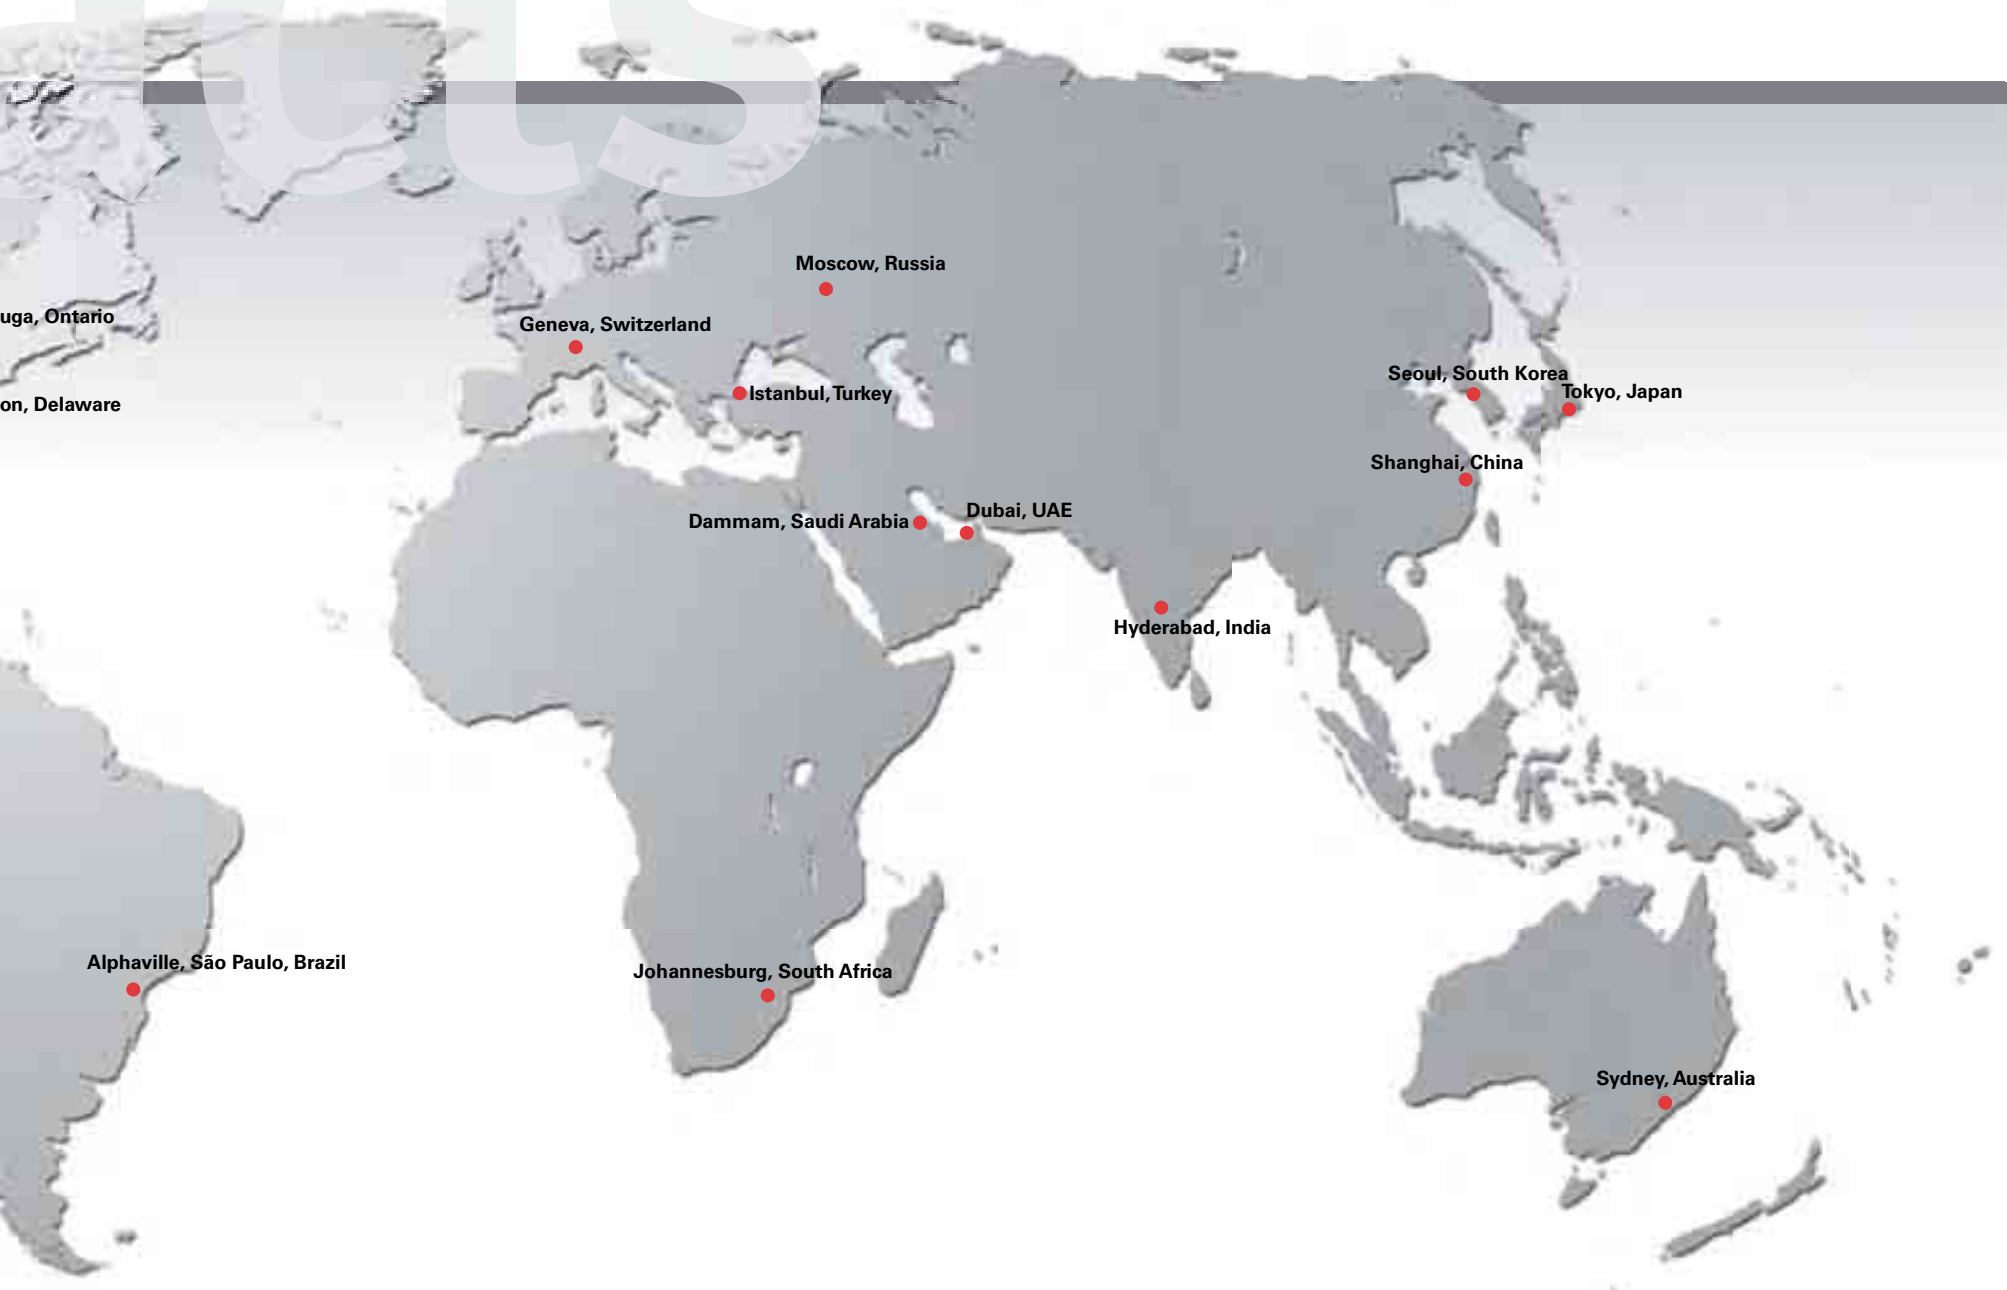 Moscow, Russia
uga, Ontario
Geneva, Switzerland
Seoul, South Korea
Istanbul, Turkey
Tokyo, Japan
on, Delaware
Shanghai, China
Dubai, UAE
Dammam, Saudi Arabia
Hyderabad, India
Alphaville, São Paulo, Brazil
Johannesburg, South Africa
Sydney, Australia